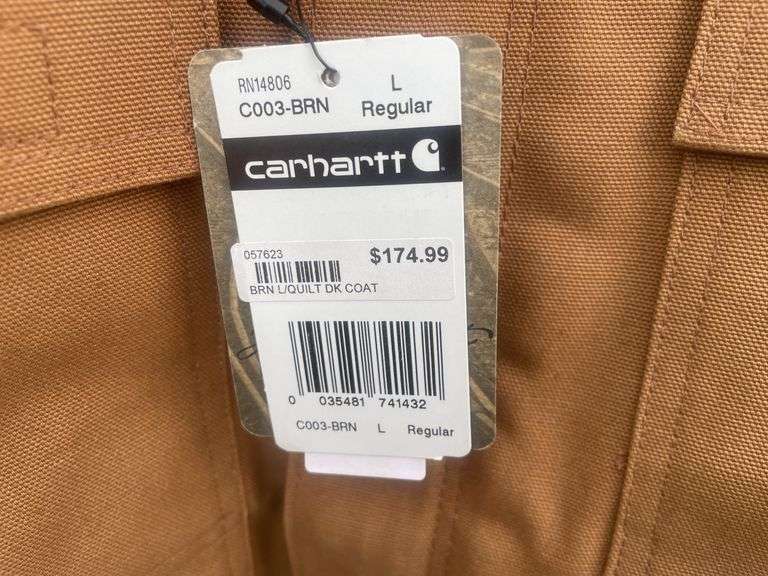 RN14806
C003-BRN
L
Regular
carhartt
057623
$174.99
BRN L/QUILT DK COAT
0 035481 741432
C003-BRN L Regular